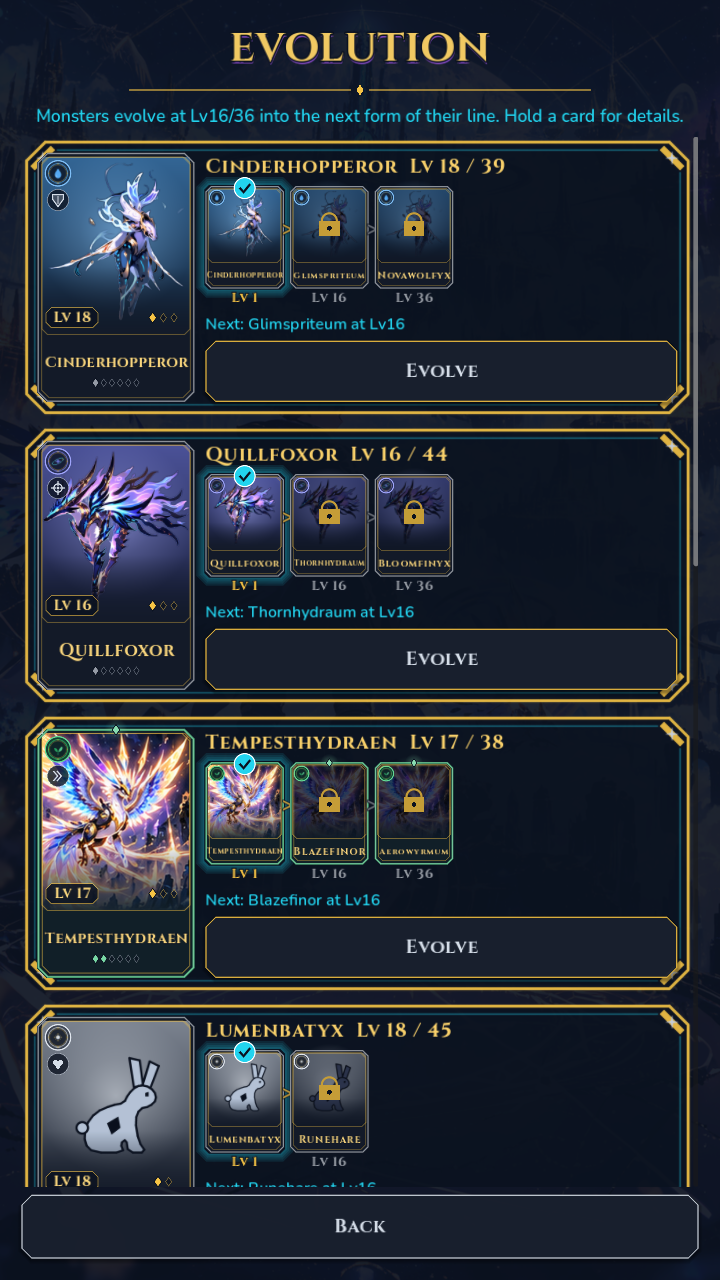 EVOLUTION
Monsters evolve at Lv16/36 into the next form of their line. Hold a card for details.
CINDERHOPPEROR LV 18 / 39
LV 18
CINDERHOPPEROR
CINDERHOPPEROR GLIMSPRITEUM NOVAWOLFYX
LV 1 LV 16 LV 36
Next: Glimspriteum at Lv16
EVOLVE
QUILLFOXOR LV 16 / 44
LV 16
QUILLFOXOR
QUILLFOXOR THORNHYDRAUM BLOOMFINYX
LV 1 LV 16 LV 36
Next: Thornhydraum at Lv16
EVOLVE
TEMPESTHYDRAEN LV 17 / 38
LV 17
TEMPESTHYDRAEN
TEMPESTHYDRAEN BLAZEFINOR AEROWYRMUM
LV 1 LV 16 LV 36
Next: Blazefinor at Lv16
EVOLVE
LUMENBATYX LV 18 / 45
LV 18
LUMENBATYX RUNEHARE
LV 1 LV 16
Next: Runehare at Lv16
BACK